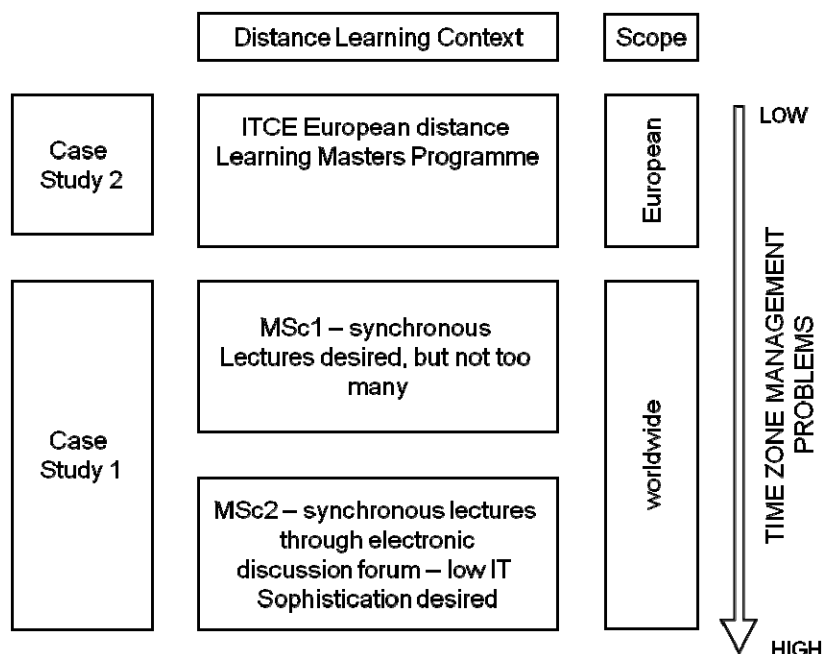 Distance Learning Context
Scope
Case
Study 2
ITCE European distance
Learning Masters Programme
European
LOW
Case
Study 1
MSc1 – synchronous
Lectures desired, but not too
many
MSc2 – synchronous lectures
through electronic
discussion forum – low IT
Sophistication desired
worldwide
TIME ZONE MANAGEMENT
PROBLEMS
HIGH